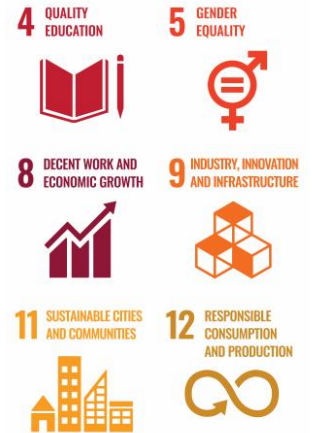 4 QUALITY
EDUCATION
5 GENDER
EQUALITY
8 DECENT WORK AND
ECONOMIC GROWTH
9 INDUSTRY, INNOVATION
AND INFRASTRUCTURE
11 SUSTAINABLE CITIES
AND COMMUNITIES
12 RESPONSIBLE
CONSUMPTION
AND PRODUCTION